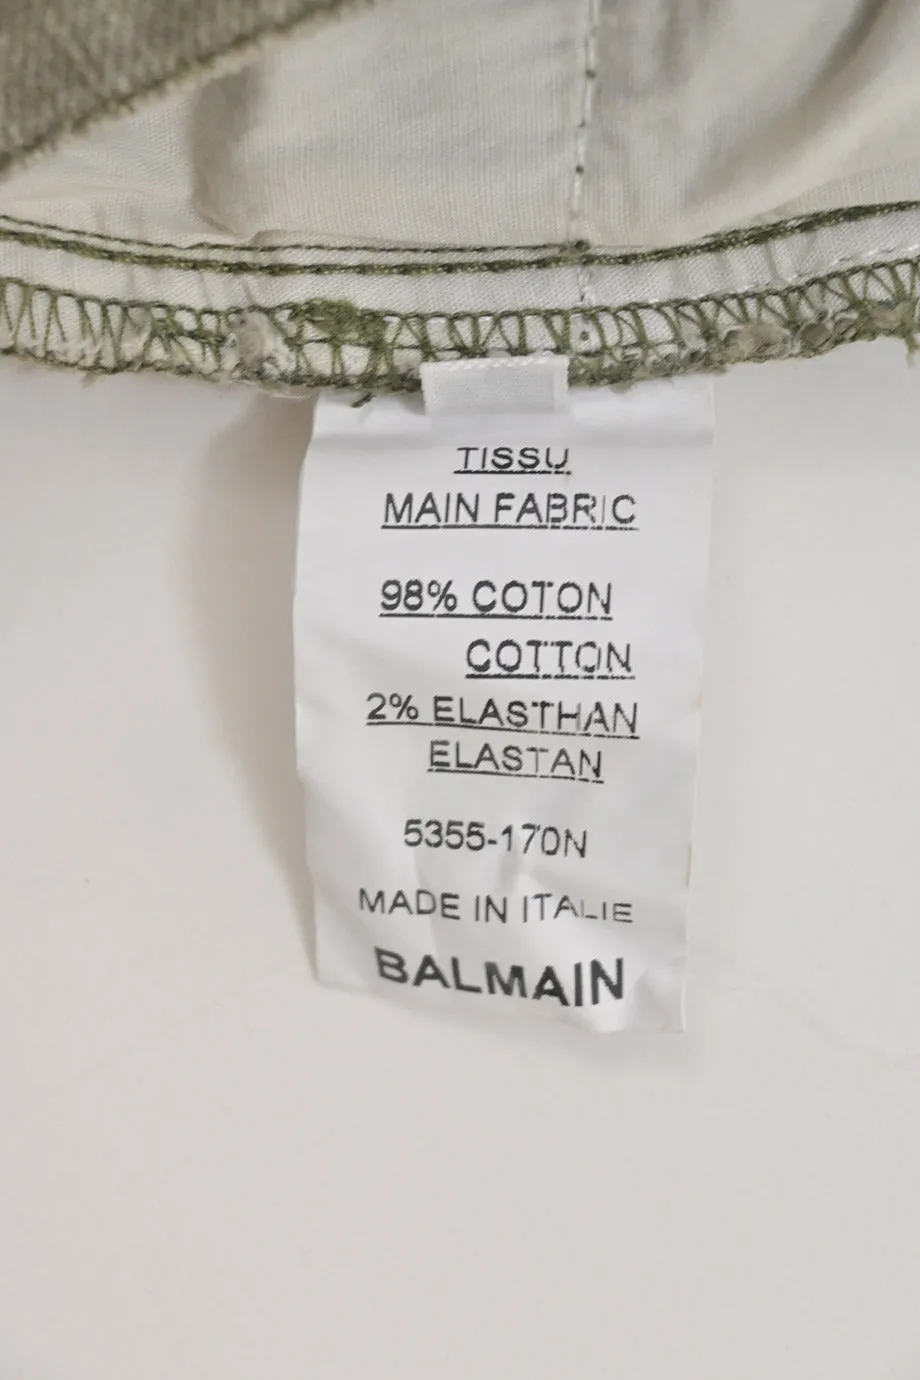 TISSU
MAIN FABRIC
98% COTON
COTTON
2% ELASTHAN
ELASTAN
5355-170N
MADE IN ITALIE
BALMAIN